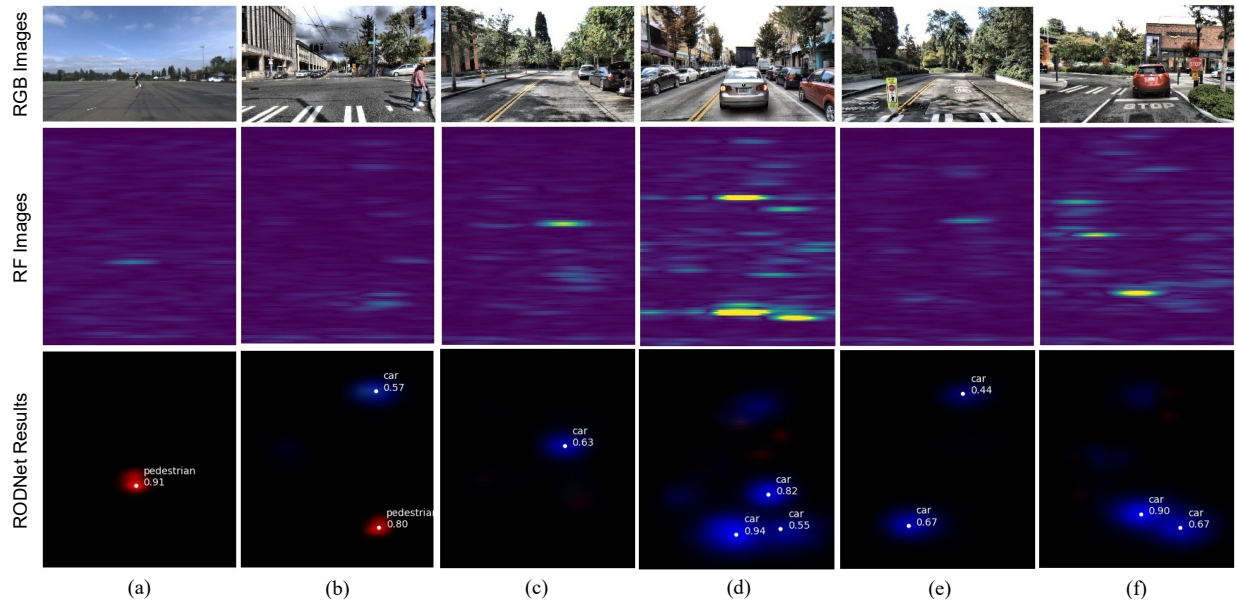 RGB Images
STOP
RF Images
RODNet Results
pedestrian
0.91
car
0.57
pedestrian
0.80
car
0.63
car
0.82
car
0.94
car
0.55
car
0.44
car
0.67
car
0.90
car
0.67
(a)
(b)
(c)
(d)
(e)
(f)